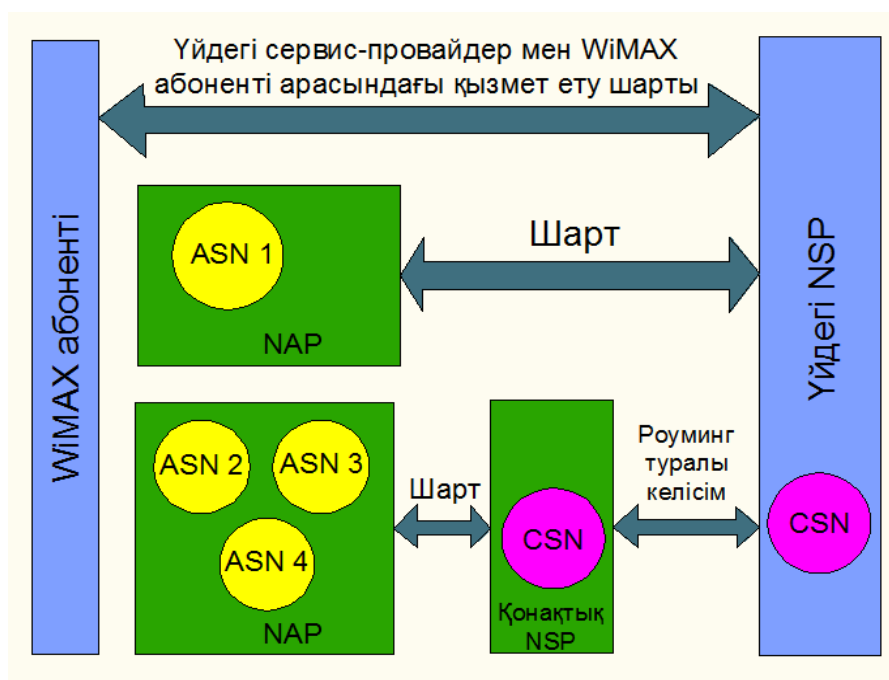 Үйдегі сервис-провайдер мен WiMAX
абоненті арасындағы қызмет ету шарты
WiMAX абоненті
ASN 1
NAP
Шарт
Үйдегі NSP
ASN 2
ASN 3
ASN 4
NAP
Шарт
CSN
Қонақтық
NSP
Роуминг
туралы
келісім
CSN